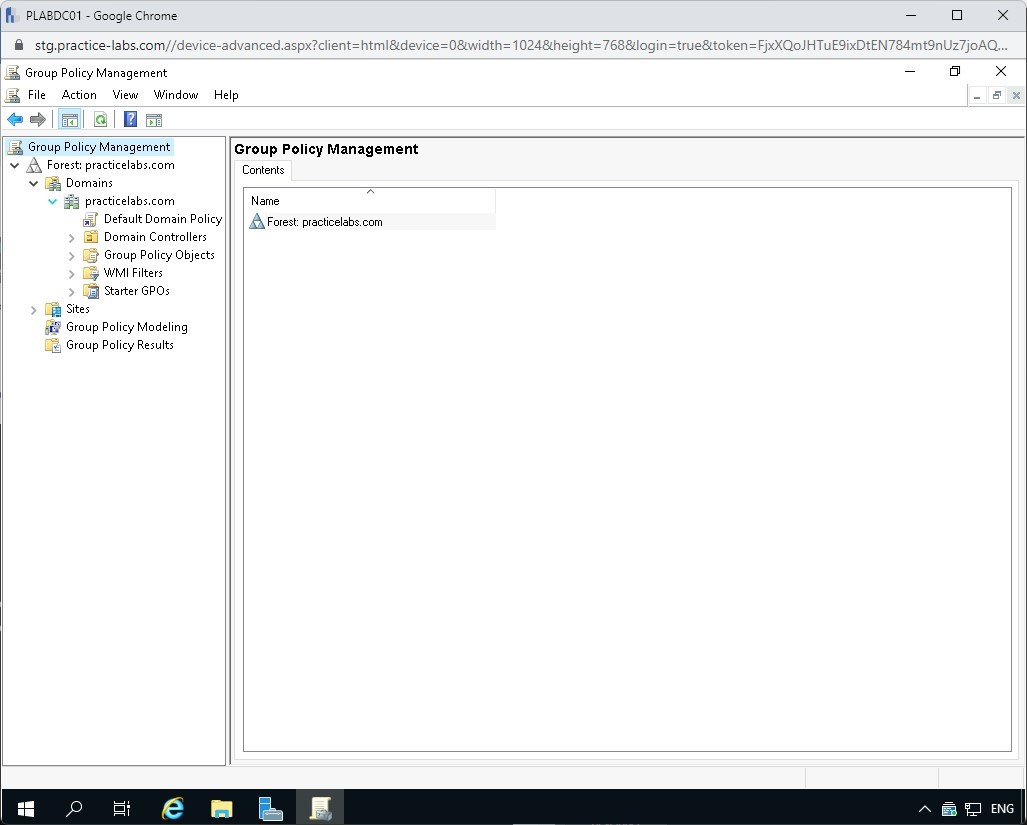 PLABDC01 - Google Chrome
stg.practice-labs.com//device-advanced.aspx?client=html&device=0&width=1024&height=768&login=true&token=FjxXQoJHTuE9ixDtEN784mt9nUz7joAQ...
Group Policy Management
File Action View Window Help
Group Policy Management
Forest: practicelabs.com
Domains
practicelabs.com
Default Domain Policy
Domain Controllers
Group Policy Objects
WMI Filters
Starter GPOs
Sites
Group Policy Modeling
Group Policy Results
Group Policy Management
Contents
Name
Forest: practicelabs.com
ENG